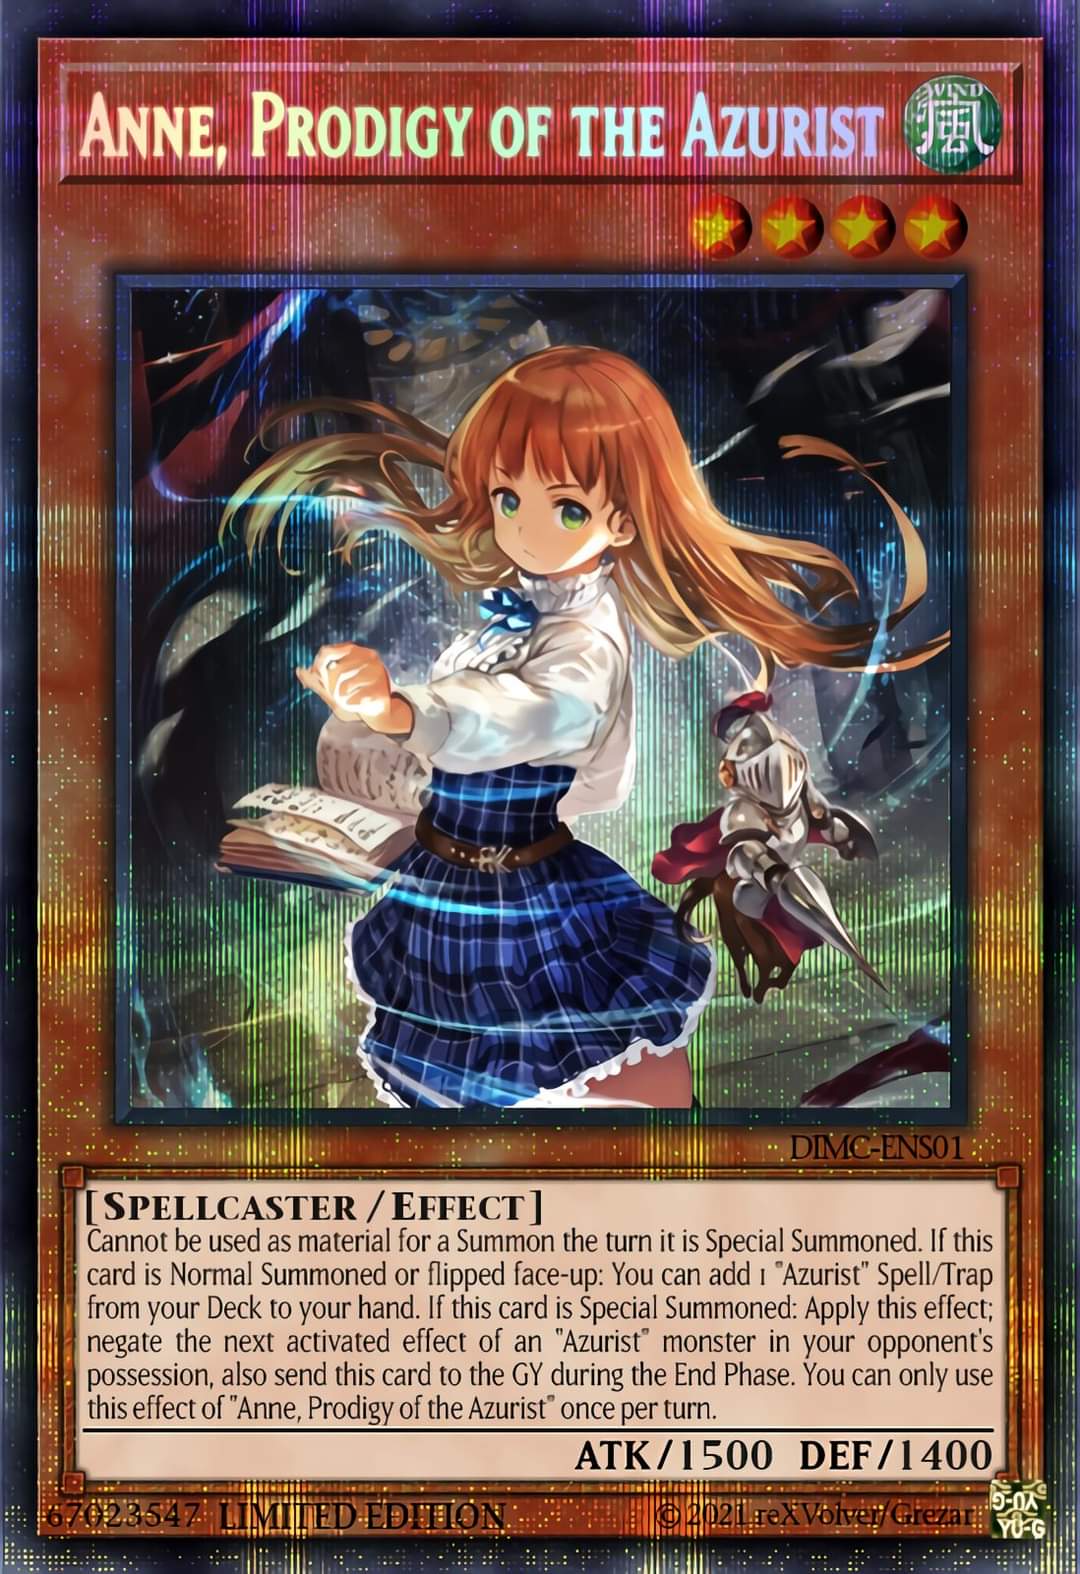 ANNE, PRODIGY OF THE AZURIST
WIND
風
DIMC-ENS01
[SPELLCASTER / EFFECT]
Cannot be used as material for a Summon the turn it is Special Summoned. If this
card is Normal Summoned or flipped face-up: You can add 1 "Azurist" Spell/Trap
from your Deck to your hand. If this card is Special Summoned: Apply this effect;
negate the next activated effect of an "Azurist" monster in your opponent's
possession, also send this card to the GY during the End Phase. You can only use
this effect of "Anne, Prodigy of the Azurist" once per turn.
ATK/1500 DEF/1400
67023547 LIMITED EDITION © 2021 reXVolver/Grezar
YU-G